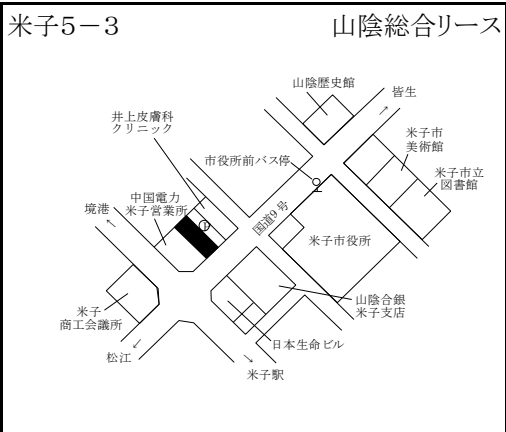 米子5－3
山陰総合リース
山陰歴史館
皆生
井上皮膚科
クリニック
米子市
美術館
市役所前バス停
米子市立
図書館
中国電力
米子営業所
境港
国道9号
米子市役所
山陰合銀
米子支店
米子
商工会議所
日本生命ビル
松江
米子駅